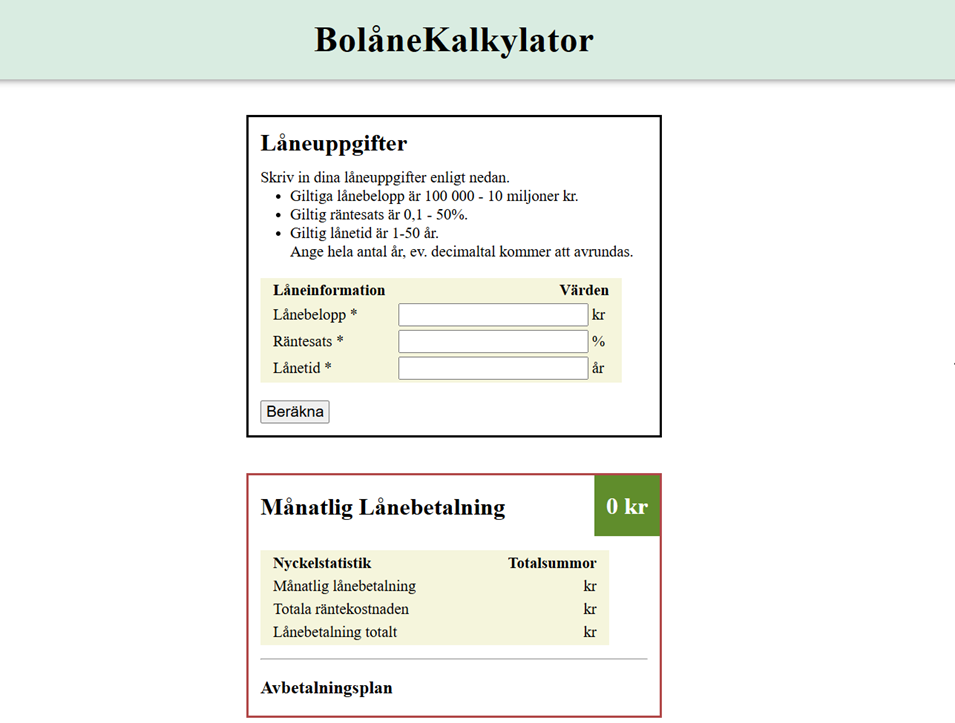 BolåneKalkylator
Låneuppgifter
Skriv in dina låneuppgifter enligt nedan.
• Giltiga lånebelopp är 100 000 - 10 miljoner kr.
• Giltig räntesats är 0,1 - 50%.
• Giltig lånetid är 1-50 år.
Ange hela antal år, ev. decimaltal kommer att avrundas.
Låneinformation Värden
Lånebelopp * kr
Räntesats * %
Lånetid * år
Beräkna
Månatlig Lånebetalning 0 kr
Nyckelstatistik Totalsummor
Månatlig lånebetalning kr
Totala räntekostnaden kr
Lånebetalning totalt kr
Avbetalningsplan